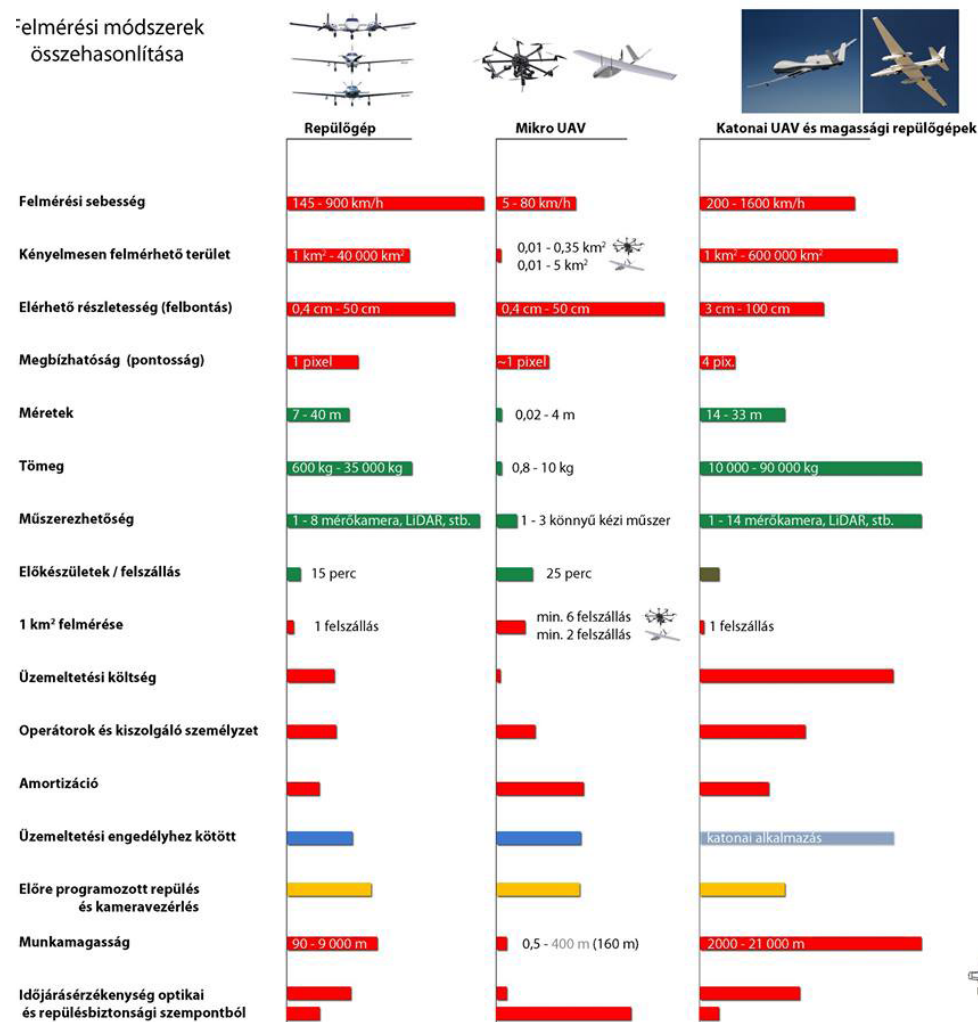 Felmérési módszerek
összehasonlítása
Repülőgép
Mikro UAV
Katonai UAV és magassági repülőgépek
Felmérési sebesség
145 - 900 km/h
5 - 80 km/h
200 - 1600 km/h
Kényelmesen felmérhető terület
1 km² - 40 000 km²
0,01 - 0,35 km²
0,01 - 5 km²
1 km² - 600 000 km²
Elérhető részletesség (felbontás)
0,4 cm - 50 cm
0,4 cm - 50 cm
3 cm - 100 cm
Megbízhatóság (pontosság)
1 pixel
~1 pixel
4 pix.
Méretek
7 - 40 m
0,02 - 4 m
14 - 33 m
Tömeg
600 kg - 35 000 kg
0,8 - 10 kg
10 000 - 90 000 kg
Műszerezhetőség
1 - 8 mérőkamera, LiDAR, stb.
1 - 3 könnyű kézi műszer
1 - 14 mérőkamera, LiDAR, stb.
Előkészületek / felszállás
15 perc
25 perc
1 km² felmérése
1 felszállás
min. 6 felszállás
min. 2 felszállás
1 felszállás
Üzemeltetési költség
Operátorok és kiszolgáló személyzet
Amortizáció
Üzemeltetési engedélyhez kötött
katonai alkalmazás
Előre programozott repülés
és kameravezérlés
Munkamagasság
90 - 9 000 m
0,5 - 400 m (160 m)
2000 - 21 000 m
Időjárásérzékenység optikai
és repülésbiztonsági szempontból